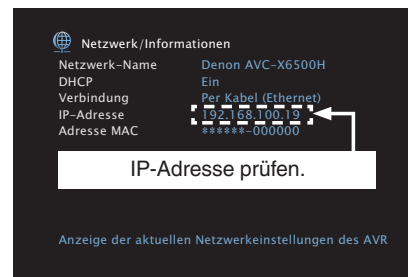 Netzwerk/Informationen
Netzwerk-Name Denon AVC-X6500H
DHCP Ein
Verbindung Per Kabel (Ethernet)
IP-Adresse 192.168.100.19
Adresse MAC ******-000000
IP-Adresse prüfen.
Anzeige der aktuellen Netzwerkeinstellungen des AVR